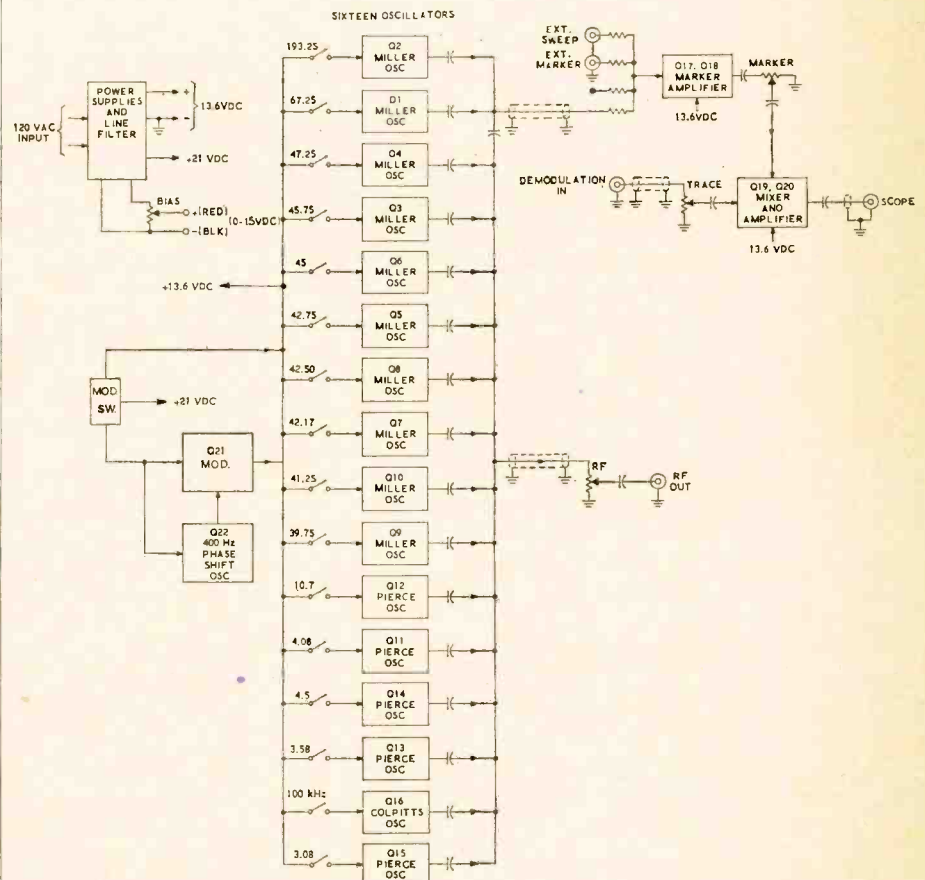 SIXTEEN OSCILLATORS
193.25
Q2
MILLER
OSC
67.25
D1
MILLER
OSC
47.25
Q4
MILLER
OSC
45.75
Q3
MILLER
OSC
45
Q6
MILLER
OSC
42.75
Q5
MILLER
OSC
42.50
Q8
MILLER
OSC
42.17
Q7
MILLER
OSC
41.25
Q10
MILLER
OSC
39.75
Q9
MILLER
OSC
10.7
Q12
PIERCE
OSC
4.08
Q11
PIERCE
OSC
4.5
Q14
PIERCE
OSC
3.58
Q13
PIERCE
OSC
100 kHz
Q16
COLPITTS
OSC
3.08
Q15
PIERCE
OSC
120 VAC
INPUT
POWER
SUPPLIES
AND
LINE
FILTER
+
-
13.6VDC
+21 VDC
BIAS
+(RED)
(0-15VDC)
-(BLK)
+13.6 VDC
MOD
SW.
+21 VDC
Q21
MOD.
Q22
400 Hz
PHASE
SHIFT
OSC
EXT.
SWEEP
EXT.
MARKER
Q17, Q18
MARKER
AMPLIFIER
13.6VDC
MARKER
DEMODULATION
IN
TRACE
Q19, Q20
MIXER
AND
AMPLIFIER
13.6 VDC
SCOPE
RF
RF
OUT